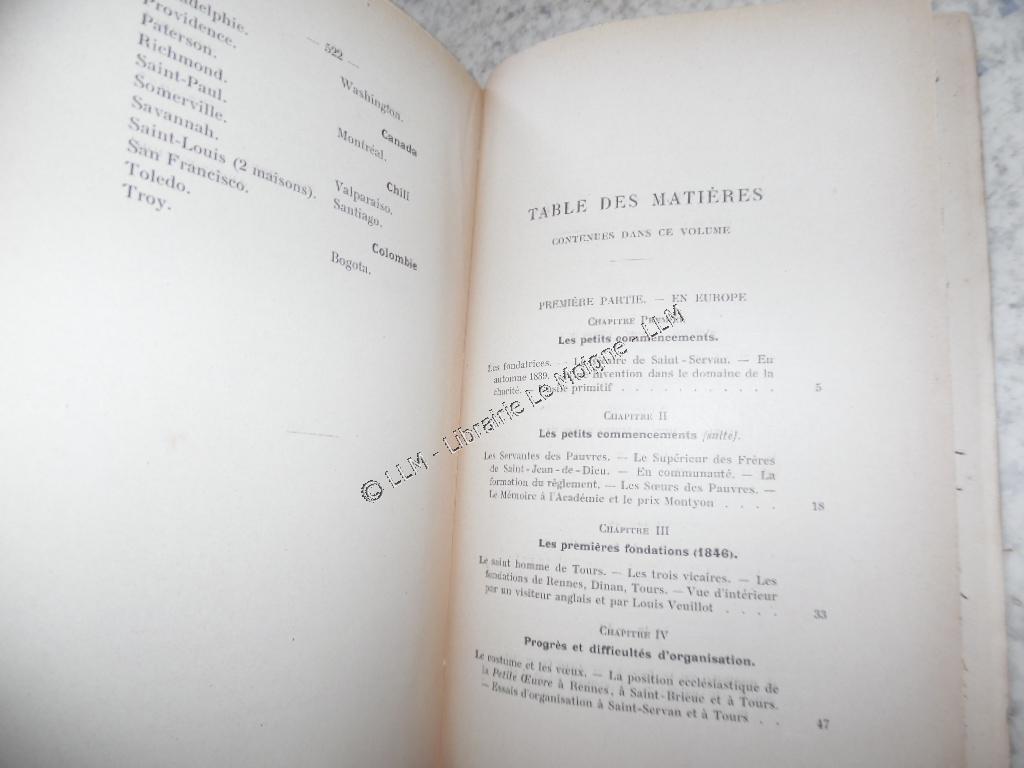 — 522 —
Providence.
Paterson.
Richmond.
Saint-Paul.
Somerville.
Savannah.
Saint-Louis (2 maisons).
San Francisco.
Toledo.
Troy.
Washington.
Canada
Montréal.
Chili
Valparaiso.
Santiago.
Colombie
Bogota.
TABLE DES MATIÈRES
CONTENUES DANS CE VOLUME
PREMIÈRE PARTIE. — EN EUROPE
Chapitre
Les petits commencements.
Les fondatrices. — de Saint-Servan. — En
automne 1839. invention dans le domaine de la
charité. primitif . . . . . . . . . . . . 5
Chapitre II
Les petits commencements (suite).
Les Servantes des Pauvres. — Le Supérieur des Frères
de Saint-Jean-de-Dieu. — En communauté. — La
formation du règlement. — Les Sœurs des Pauvres. —
Le Mémoire à l'Académie et le prix Montyon . . . . 18
Chapitre III
Les premières fondations (1846).
Le saint homme de Tours. — Les trois vicaires. — Les
fondations de Rennes, Dinan, Tours. — Vue d'intérieur
par un visiteur anglais et par Louis Veuillot . . . . 33
Chapitre IV
Progrès et difficultés d'organisation.
Le costume et les vœux. — La position ecclésiastique de
la Petite Œuvre à Rennes, à Saint-Brieuc et à Tours.
— Essais d'organisation à Saint-Servan et à Tours . . 47
© LLM - Librairie Le Moigne - LLM